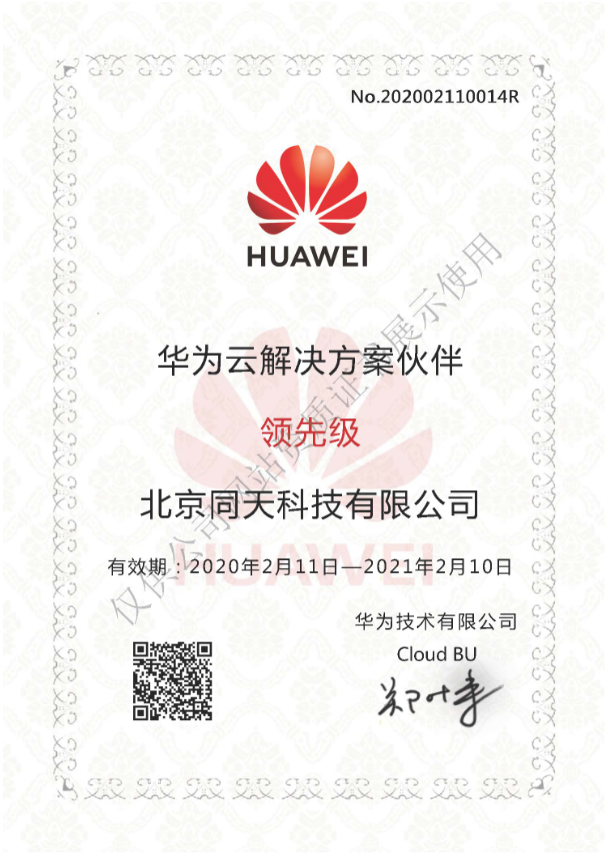 No.202002110014R
HUAWEI
华为云解决方案伙伴
领先级
北京同天科技有限公司
HUAWEI
有效期：2020年2月11日—2021年2月10日
华为技术有限公司
Cloud BU
郑叶来
仅供公司网站资质证书展示使用